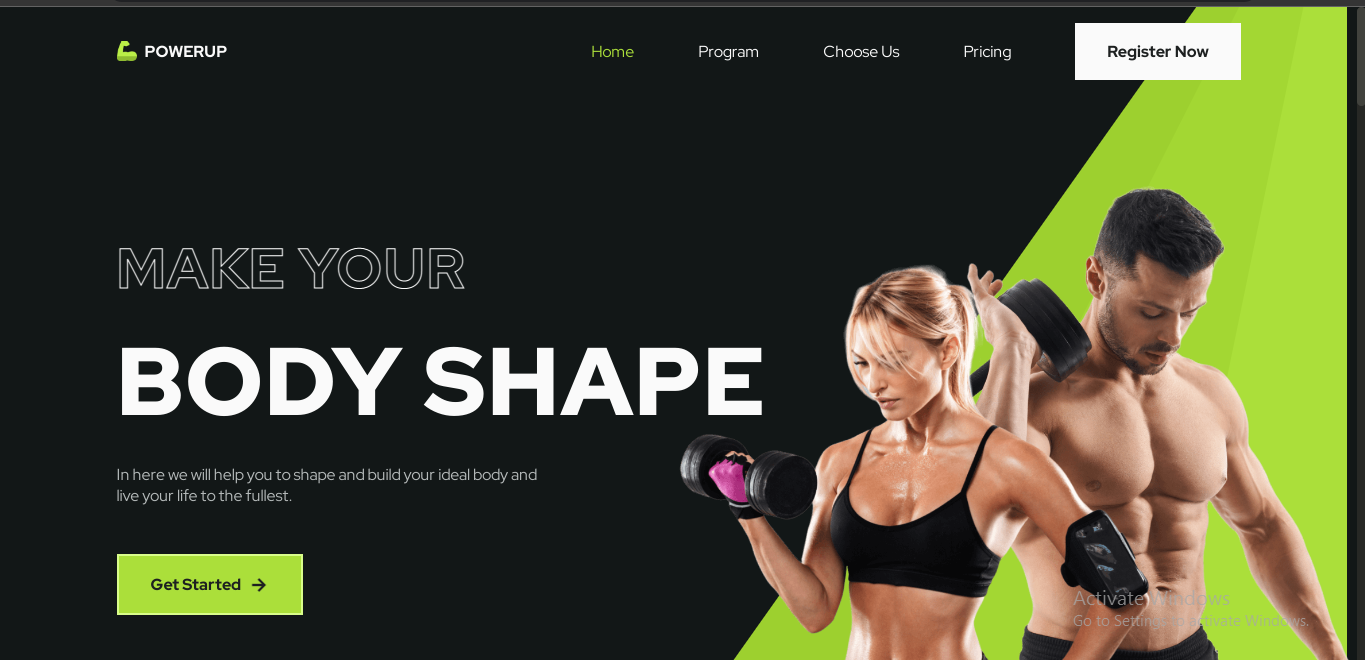 POWERUP
Home
Program
Choose Us
Pricing
Register Now
MAKE YOUR
BODY SHAPE
In here we will help you to shape and build your ideal body and
live your life to the fullest.
Get Started →
Activate Windows
Go to Settings to activate Windows.